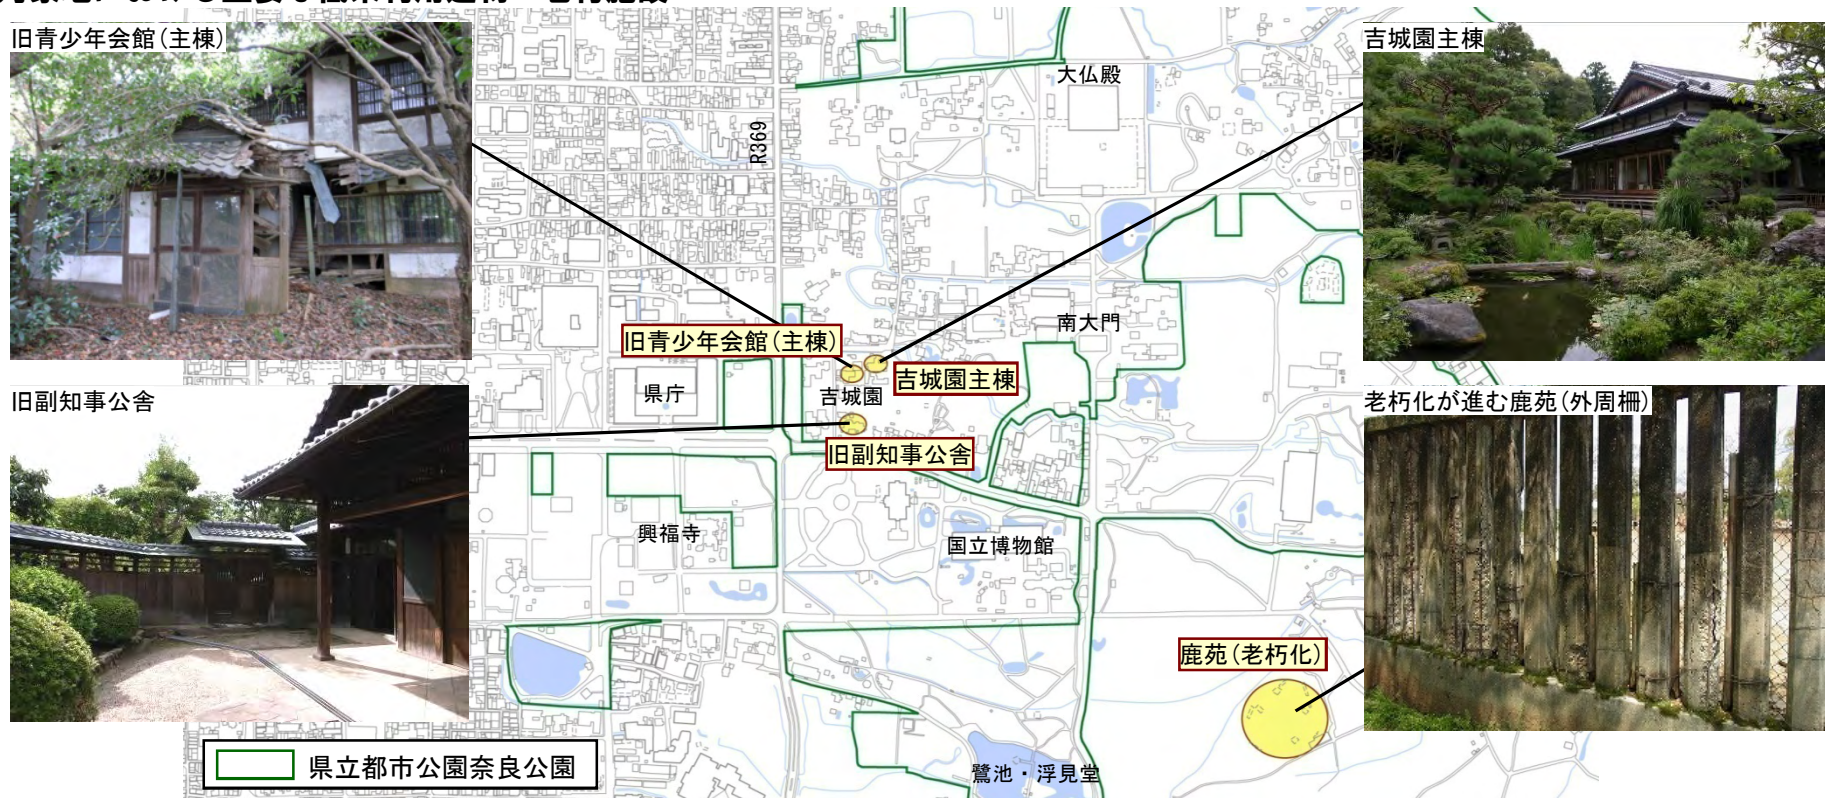 旧青少年会館(主棟)
吉城園主棟
大仏殿
R369
南大門
旧青少年会館(主棟)
吉城園主棟
県庁
吉城園
旧副知事公舎
老朽化が進む鹿苑(外周柵)
旧副知事公舎
興福寺
国立博物館
鹿苑(老朽化)
県立都市公園奈良公園
鷺池・浮見堂